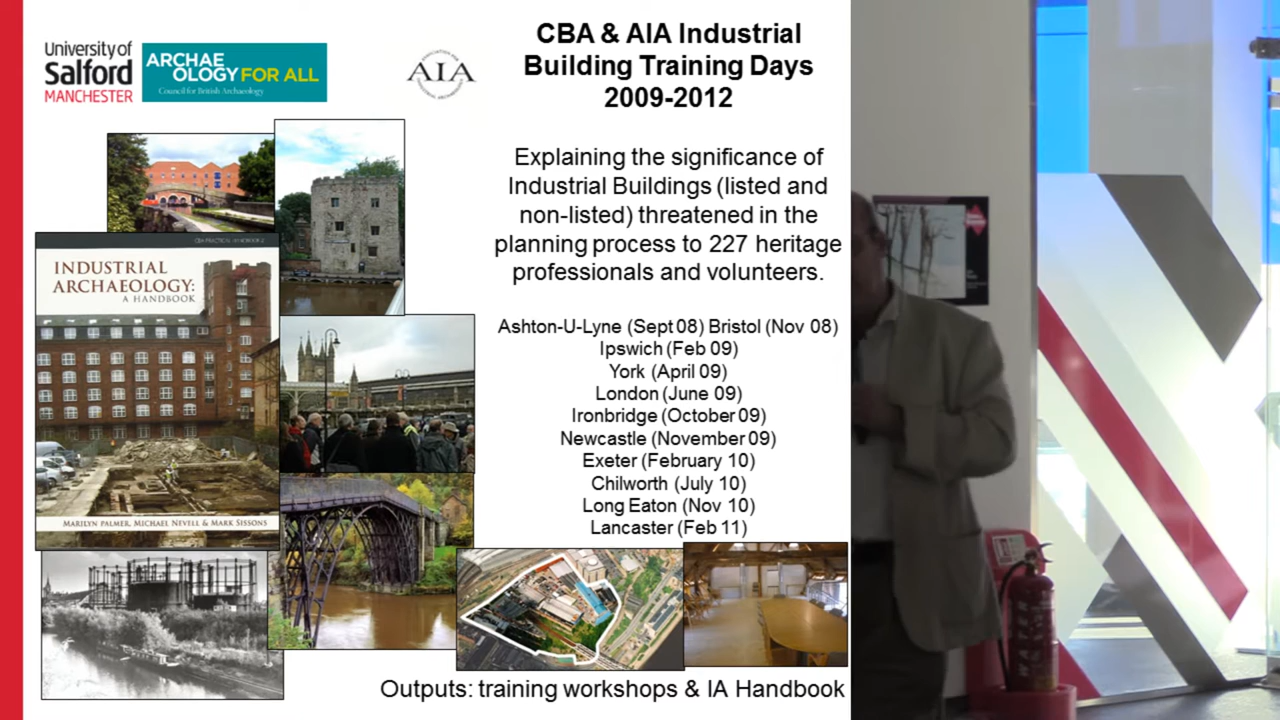 University of
Salford
MANCHESTER
ARCHAE
OLOGY FOR ALL
Council for British Archaeology
AIA
CBA & AIA Industrial
Building Training Days
2009-2012
Explaining the significance of
Industrial Buildings (listed and
non-listed) threatened in the
planning process to 227 heritage
professionals and volunteers.
INDUSTRIAL
ARCHAEOLOGY:
A HANDBOOK
MARILYN PALMER, MICHAEL NEVELL & MARK SISSONS
Ashton-U-Lyne (Sept 08) Bristol (Nov 08)
Ipswich (Feb 09)
York (April 09)
London (June 09)
Ironbridge (October 09)
Newcastle (November 09)
Exeter (February 10)
Chilworth (July 10)
Long Eaton (Nov 10)
Lancaster (Feb 11)
Outputs: training workshops & IA Handbook